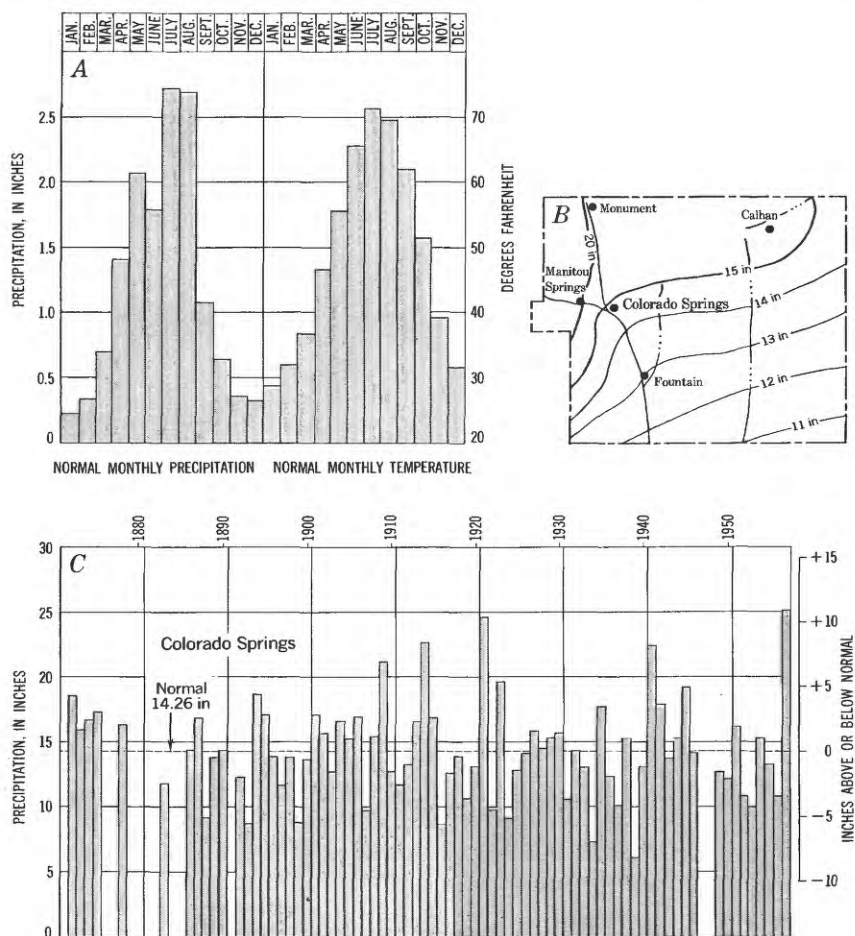 JAN. FEB. MAR. APR. MAY JUNE JULY AUG. SEPT. OCT. NOV. DEC. JAN. FEB. MAR. APR. MAY JUNE JULY AUG. SEPT. OCT. NOV. DEC.
A
PRECIPITATION, IN INCHES
2.5
2.0
1.5
1.0
0.5
0
70
60
50
40
30
20
DEGREES FAHRENHEIT
NORMAL MONTHLY PRECIPITATION
NORMAL MONTHLY TEMPERATURE
B
Monument
Calhan
20 in
15 in
Manitou
Springs
Colorado Springs
14 in
13 in
Fountain
12 in
11 in
1880 1890 1900 1910 1920 1930 1940 1950
C
PRECIPITATION, IN INCHES
30
25
20
15
10
5
0
Colorado Springs
Normal
14.26 in
+15
+10
+5
0
-5
-10
INCHES ABOVE OR BELOW NORMAL